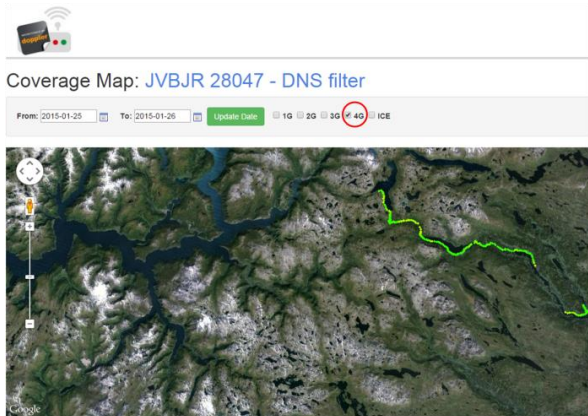 doppler
Coverage Map: JVBJR 28047 - DNS filter
From: 2015-01-25 To: 2015-01-26 Update Date 1G 2G 3G 4G ICE
Google